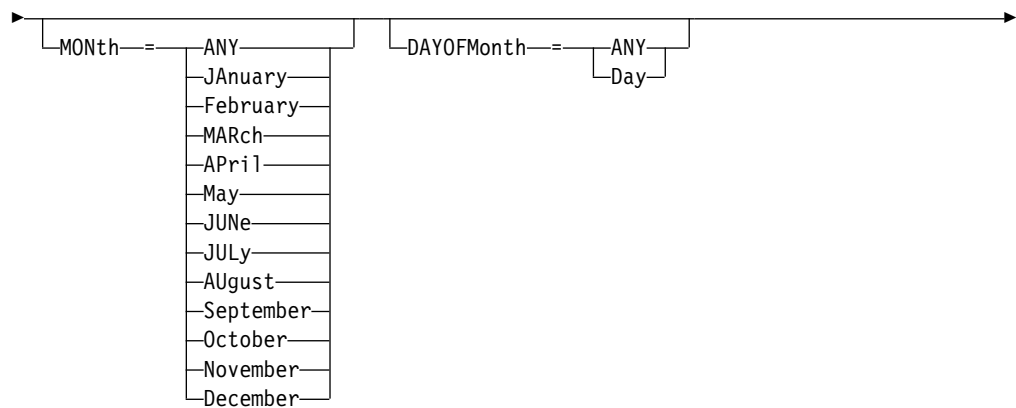 MONth = ANY DAYOFMonth = ANY
JAnuary Day
February
MARch
APril
May
JUNe
JULy
AUgust
September
October
November
December